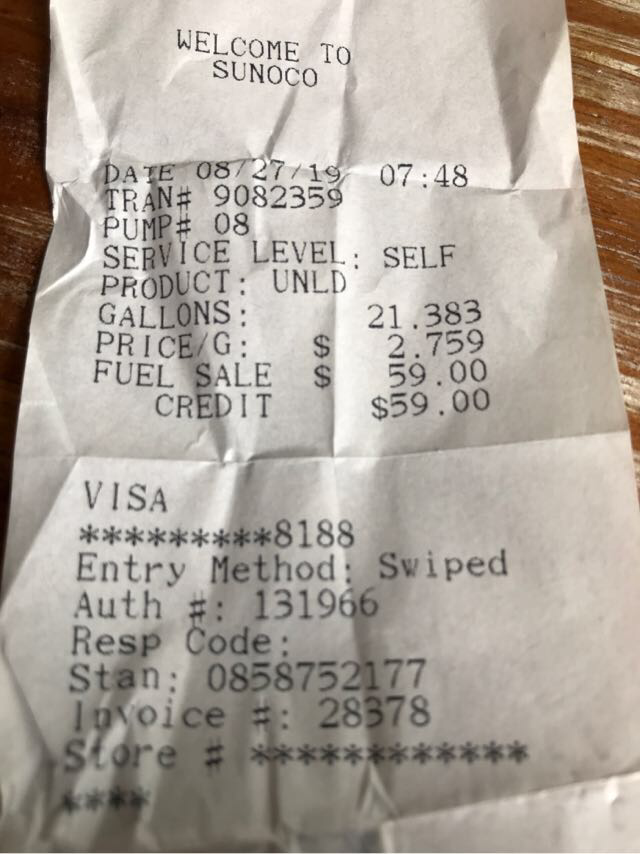 WELCOME TO
SUNOCO
DATE 08/27/19 07:48
TRAN# 9082359
PUMP# 08
SERVICE LEVEL: SELF
PRODUCT: UNLD
GALLONS: 21.383
PRICE/G: $ 2.759
FUEL SALE $ 59.00
CREDIT $59.00
VISA
*********8188
Entry Method: Swiped
Auth #: 131966
Resp Code:
Stan: 0858752177
Invoice #: 28378
Store # ************
****